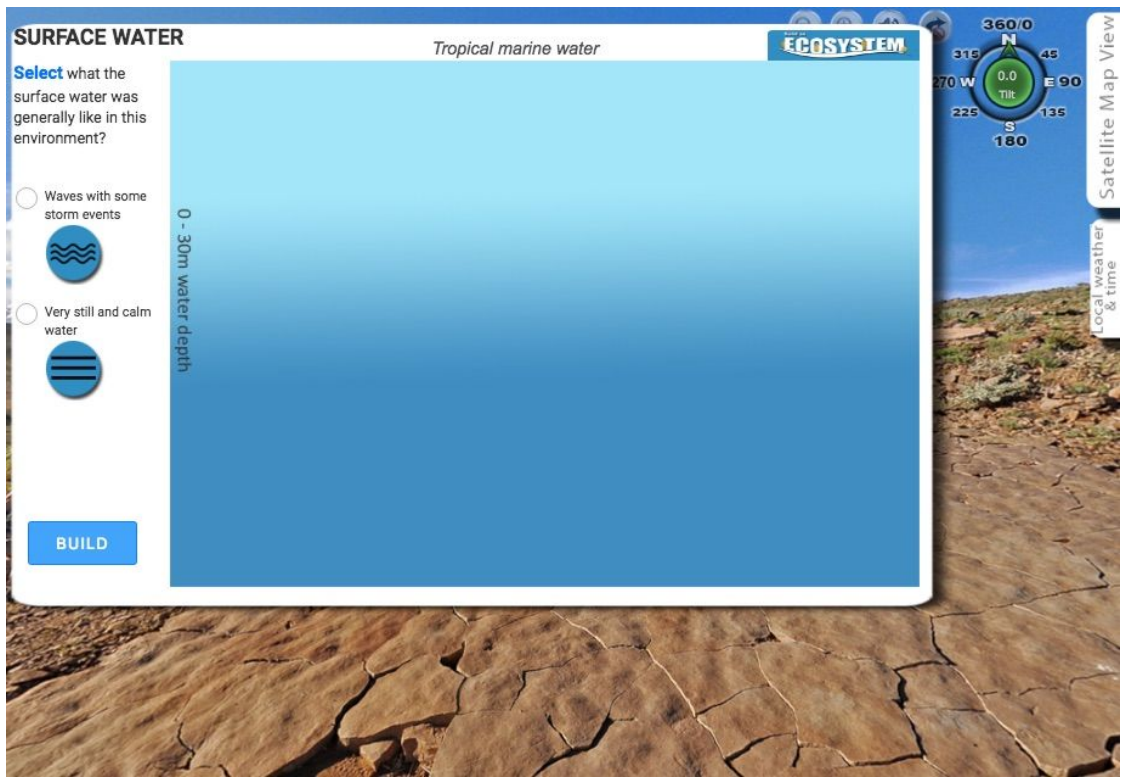 SURFACE WATER
Select what the
surface water was
generally like in this
environment?
Waves with some
storm events
Very still and calm
water
BUILD
Tropical marine water
ECOSYSTEM
0 - 30m water depth
360/0
N
315
45
270 W
0.0
Tilt
E 90
225
135
S
180
Satellite Map View
Local weather
& time